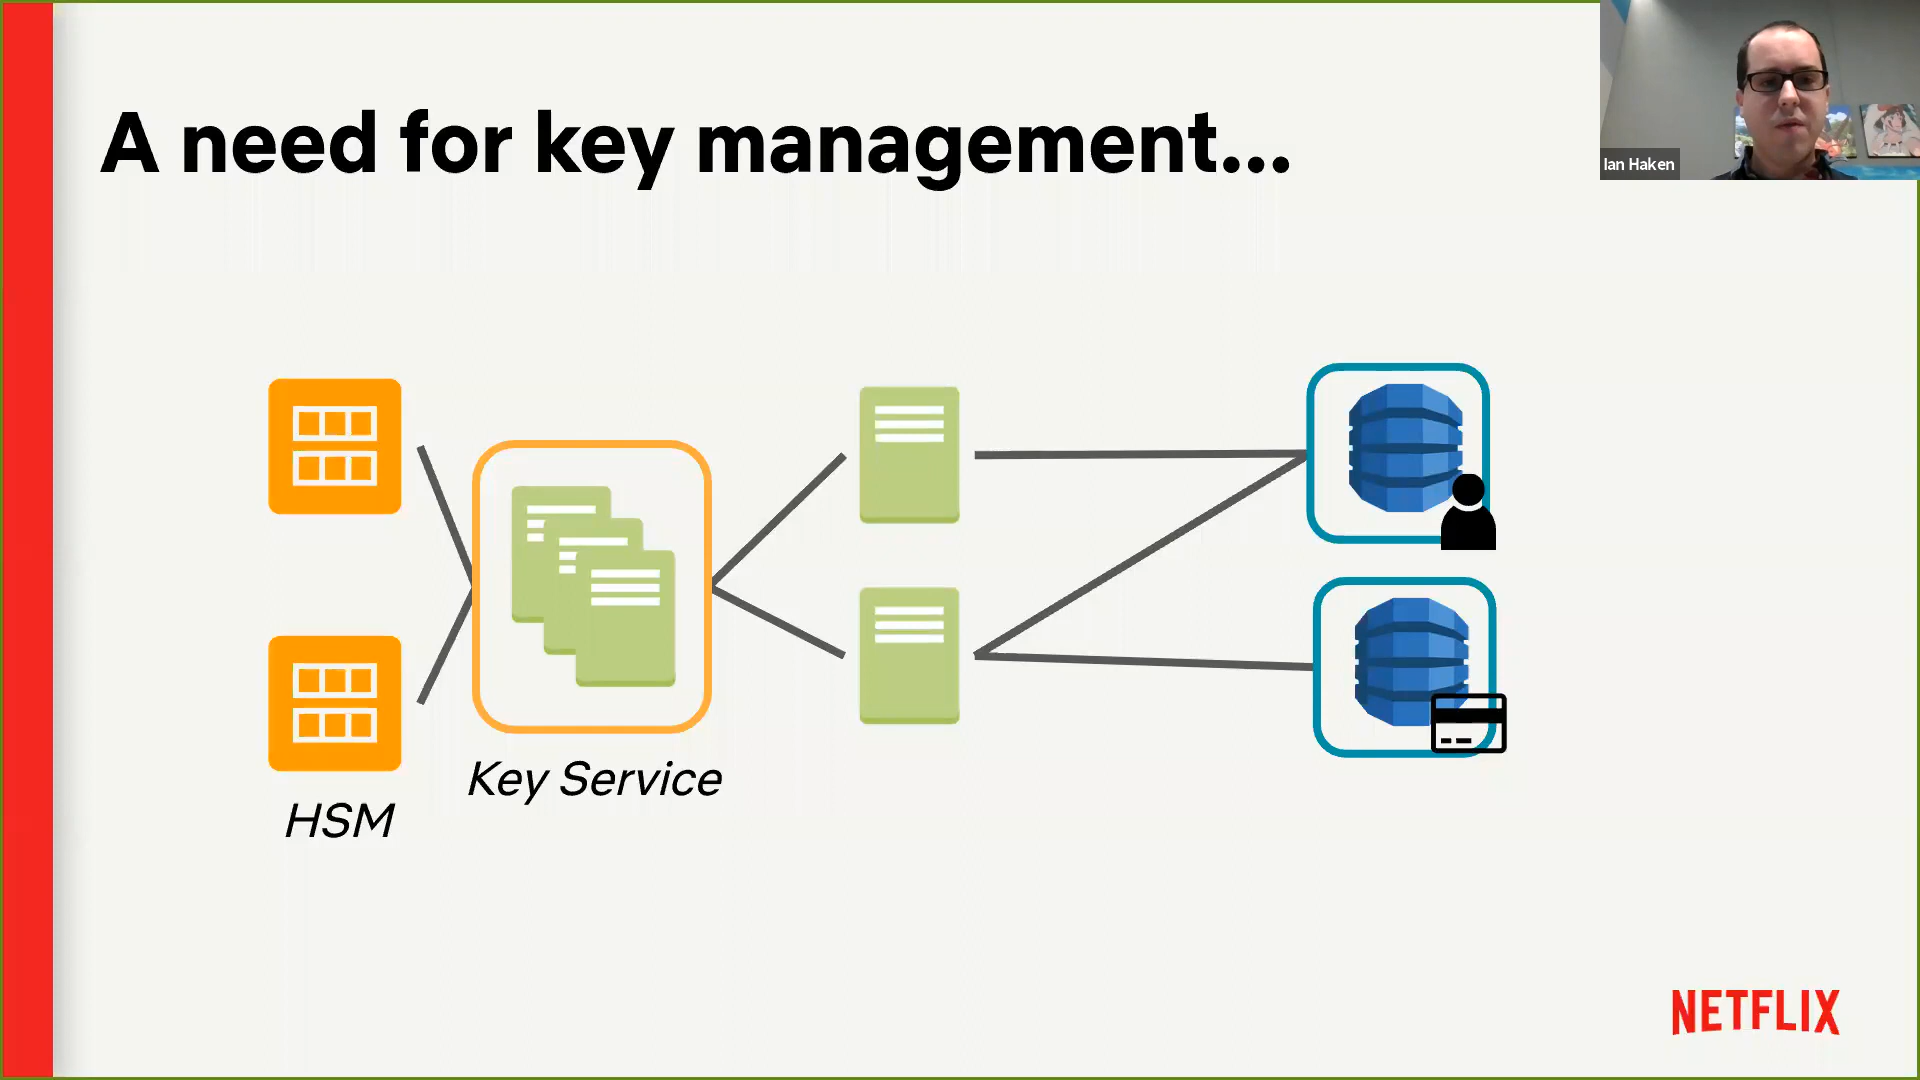 A need for key management...
Ian Haken
Key Service
HSM
NETFLIX